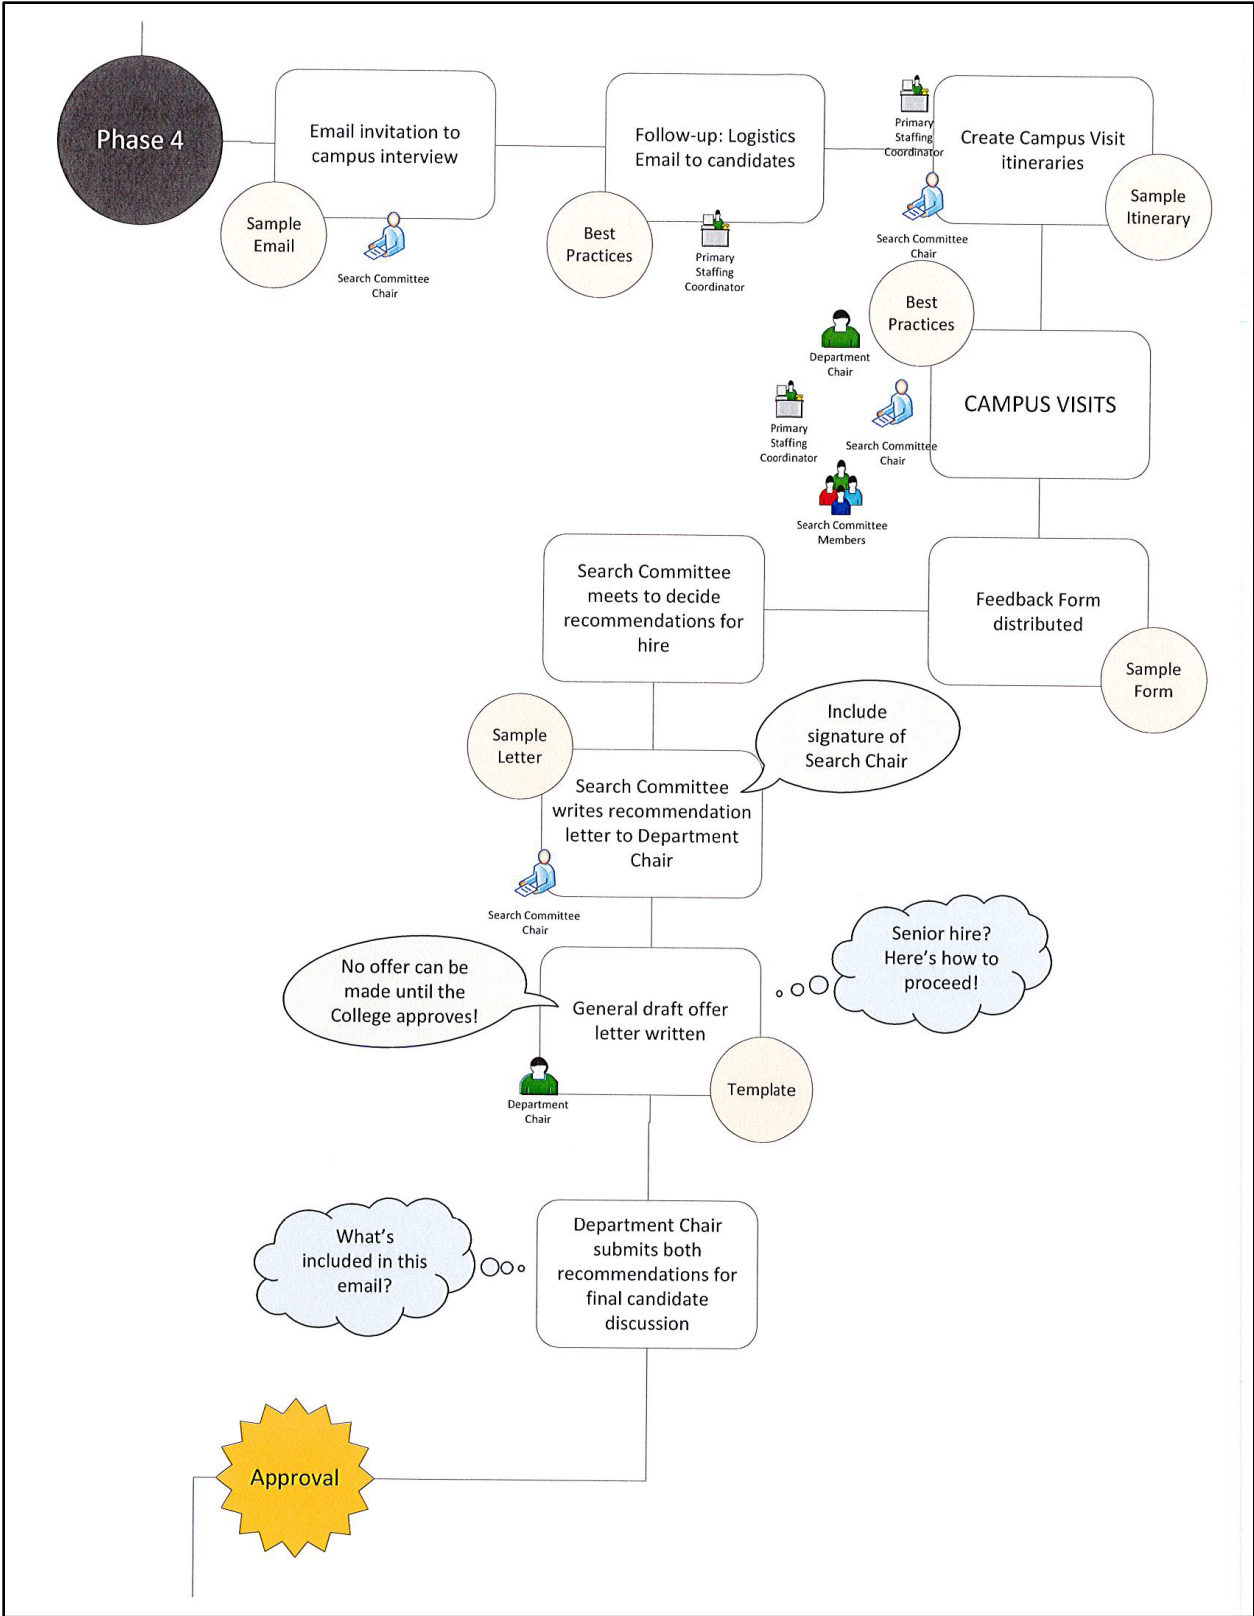 Phase 4
Email invitation to
campus interview
Sample
Email
Search Committee
Chair
Follow-up: Logistics
Email to candidates
Best
Practices
Primary
Staffing
Coordinator
Primary
Staffing
Coordinator
Create Campus Visit
itineraries
Search Committee
Chair
Sample
Itinerary
Best
Practices
Department
Chair
CAMPUS VISITS
Primary
Staffing
Coordinator
Search Committee
Chair
Search Committee
Members
Feedback Form
distributed
Sample
Form
Search Committee
meets to decide
recommendations for
hire
Sample
Letter
Include
signature of
Search Chair
Search Committee
writes recommendation
letter to Department
Chair
Search Committee
Chair
No offer can be
made until the
College approves!
General draft offer
letter written
Senior hire?
Here's how to
proceed!
Department
Chair
Template
What's
included in this
email?
Department Chair
submits both
recommendations for
final candidate
discussion
Approval